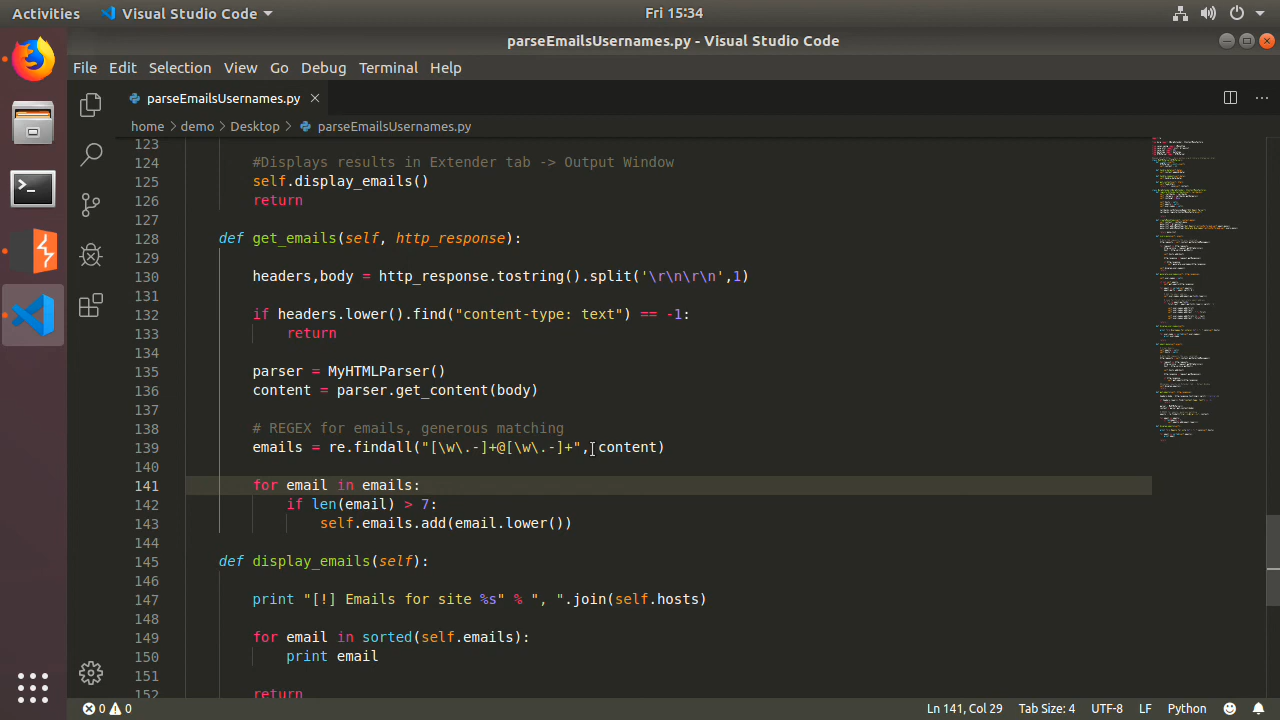 Activities Visual Studio Code Fri 15:34
parseEmailsUsernames.py - Visual Studio Code
File Edit Selection View Go Debug Terminal Help
parseEmailsUsernames.py
home > demo > Desktop > parseEmailsUsernames.py
123
124 #Displays results in Extender tab -> Output Window
125 self.display_emails()
126 return
127
128 def get_emails(self, http_response):
129
130 headers,body = http_response.tostring().split('\r\n\r\n',1)
131
132 if headers.lower().find("content-type: text") == -1:
133 return
134
135 parser = MyHTMLParser()
136 content = parser.get_content(body)
137
138 # REGEX for emails, generous matching
139 emails = re.findall("[\w\.-]+@[\w\.-]+", content)
140
141 for email in emails:
142 if len(email) > 7:
143 self.emails.add(email.lower())
144
145 def display_emails(self):
146
147 print "[!] Emails for site %s" % ", ".join(self.hosts)
148
149 for email in sorted(self.emails):
150 print email
151
152 return
0 0 Ln 141, Col 29 Tab Size: 4 UTF-8 LF Python